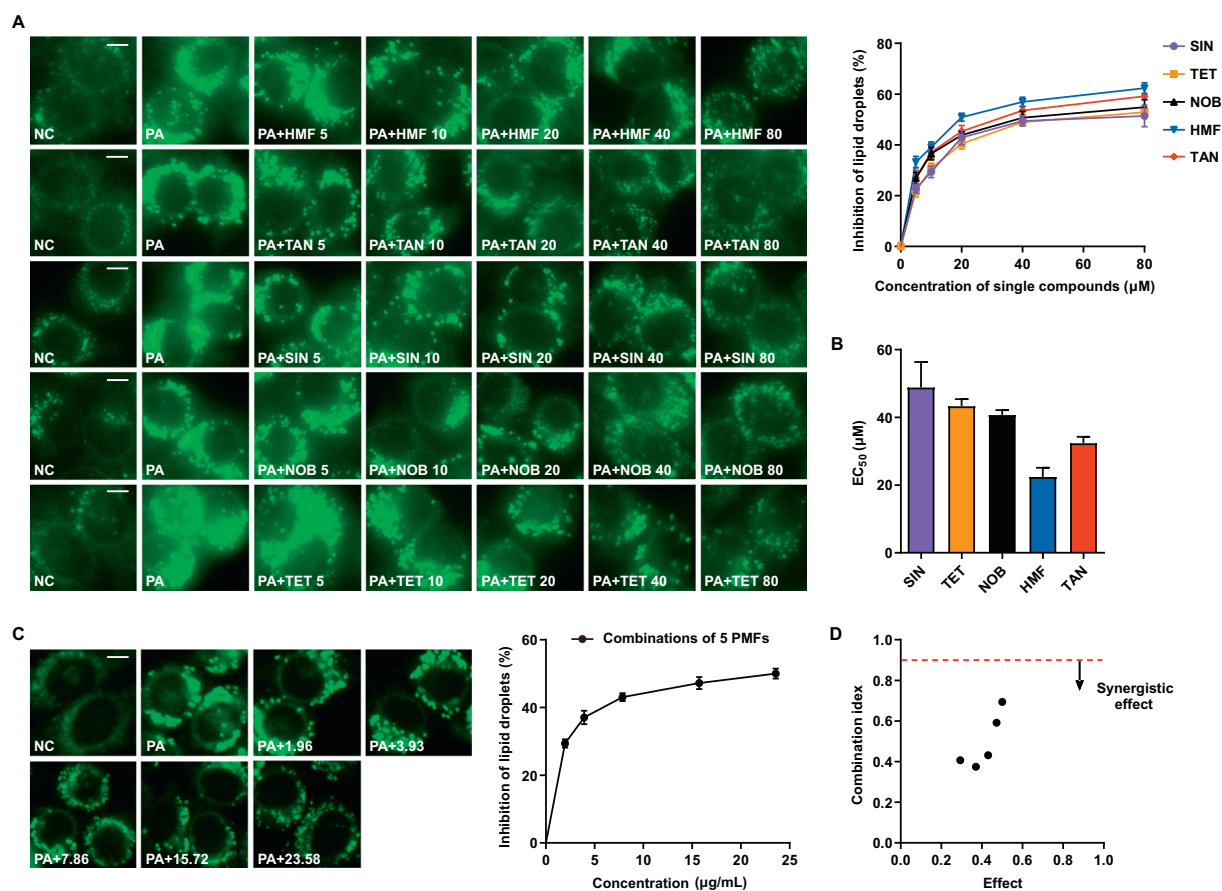 A
NC PA PA+HMF 5 PA+HMF 10 PA+HMF 20 PA+HMF 40 PA+HMF 80
NC PA PA+TAN 5 PA+TAN 10 PA+TAN 20 PA+TAN 40 PA+TAN 80
NC PA PA+SIN 5 PA+SIN 10 PA+SIN 20 PA+SIN 40 PA+SIN 80
NC PA PA+NOB 5 PA+NOB 10 PA+NOB 20 PA+NOB 40 PA+NOB 80
NC PA PA+TET 5 PA+TET 10 PA+TET 20 PA+TET 40 PA+TET 80
Inhibition of lipid droplets (%)
80
60
40
20
0
0 20 40 60 80
Concentration of single compounds (µM)
SIN
TET
NOB
HMF
TAN
B
EC50 (µM)
60
40
20
0
SIN TET NOB HMF TAN
C
NC PA PA+1.96 PA+3.93
PA+7.86 PA+15.72 PA+23.58
Inhibition of lipid droplets (%)
60
40
20
0
0 5 10 15 20 25
Concentration (µg/mL)
Combinations of 5 PMFs
D
Combination idex
1.0
0.8
0.6
0.4
0.2
0.0
0.0 0.2 0.4 0.6 0.8 1.0
Effect
Synergistic
effect